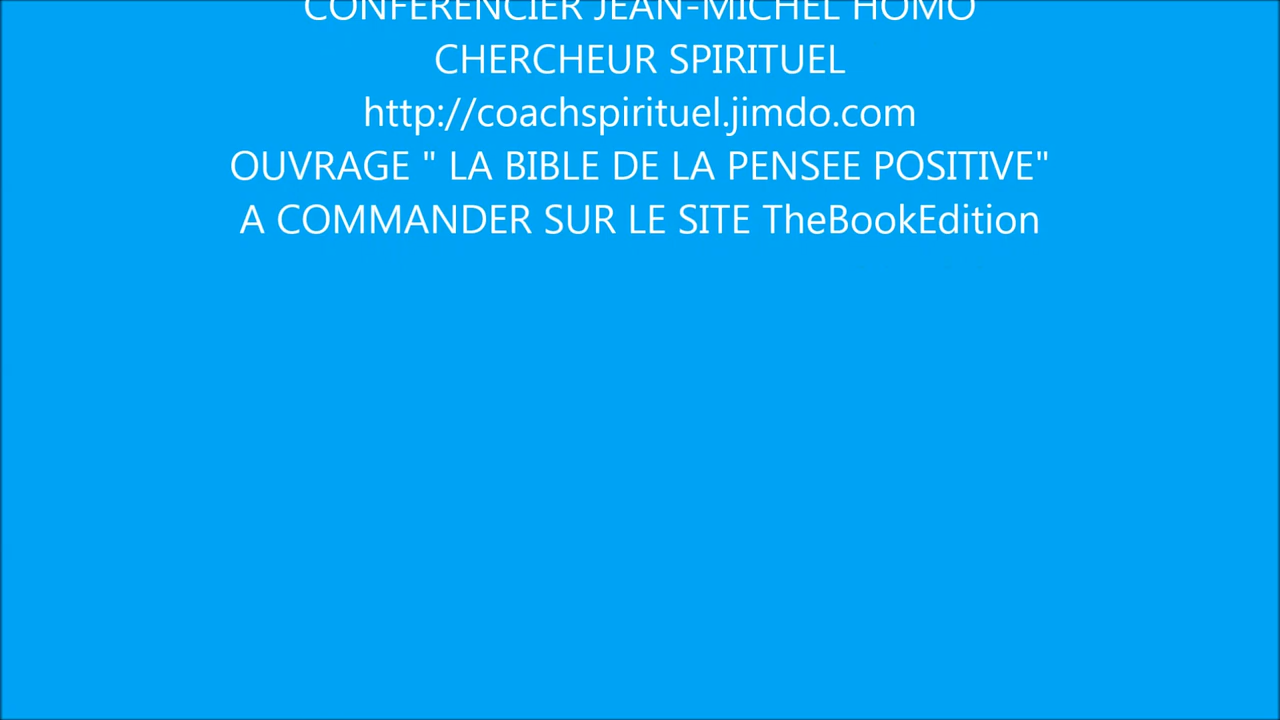 CONFERENCIER JEAN-MICHEL HOMO
CHERCHEUR SPIRITUEL
http://coachspirituel.jimdo.com
OUVRAGE " LA BIBLE DE LA PENSEE POSITIVE"
A COMMANDER SUR LE SITE TheBookEdition